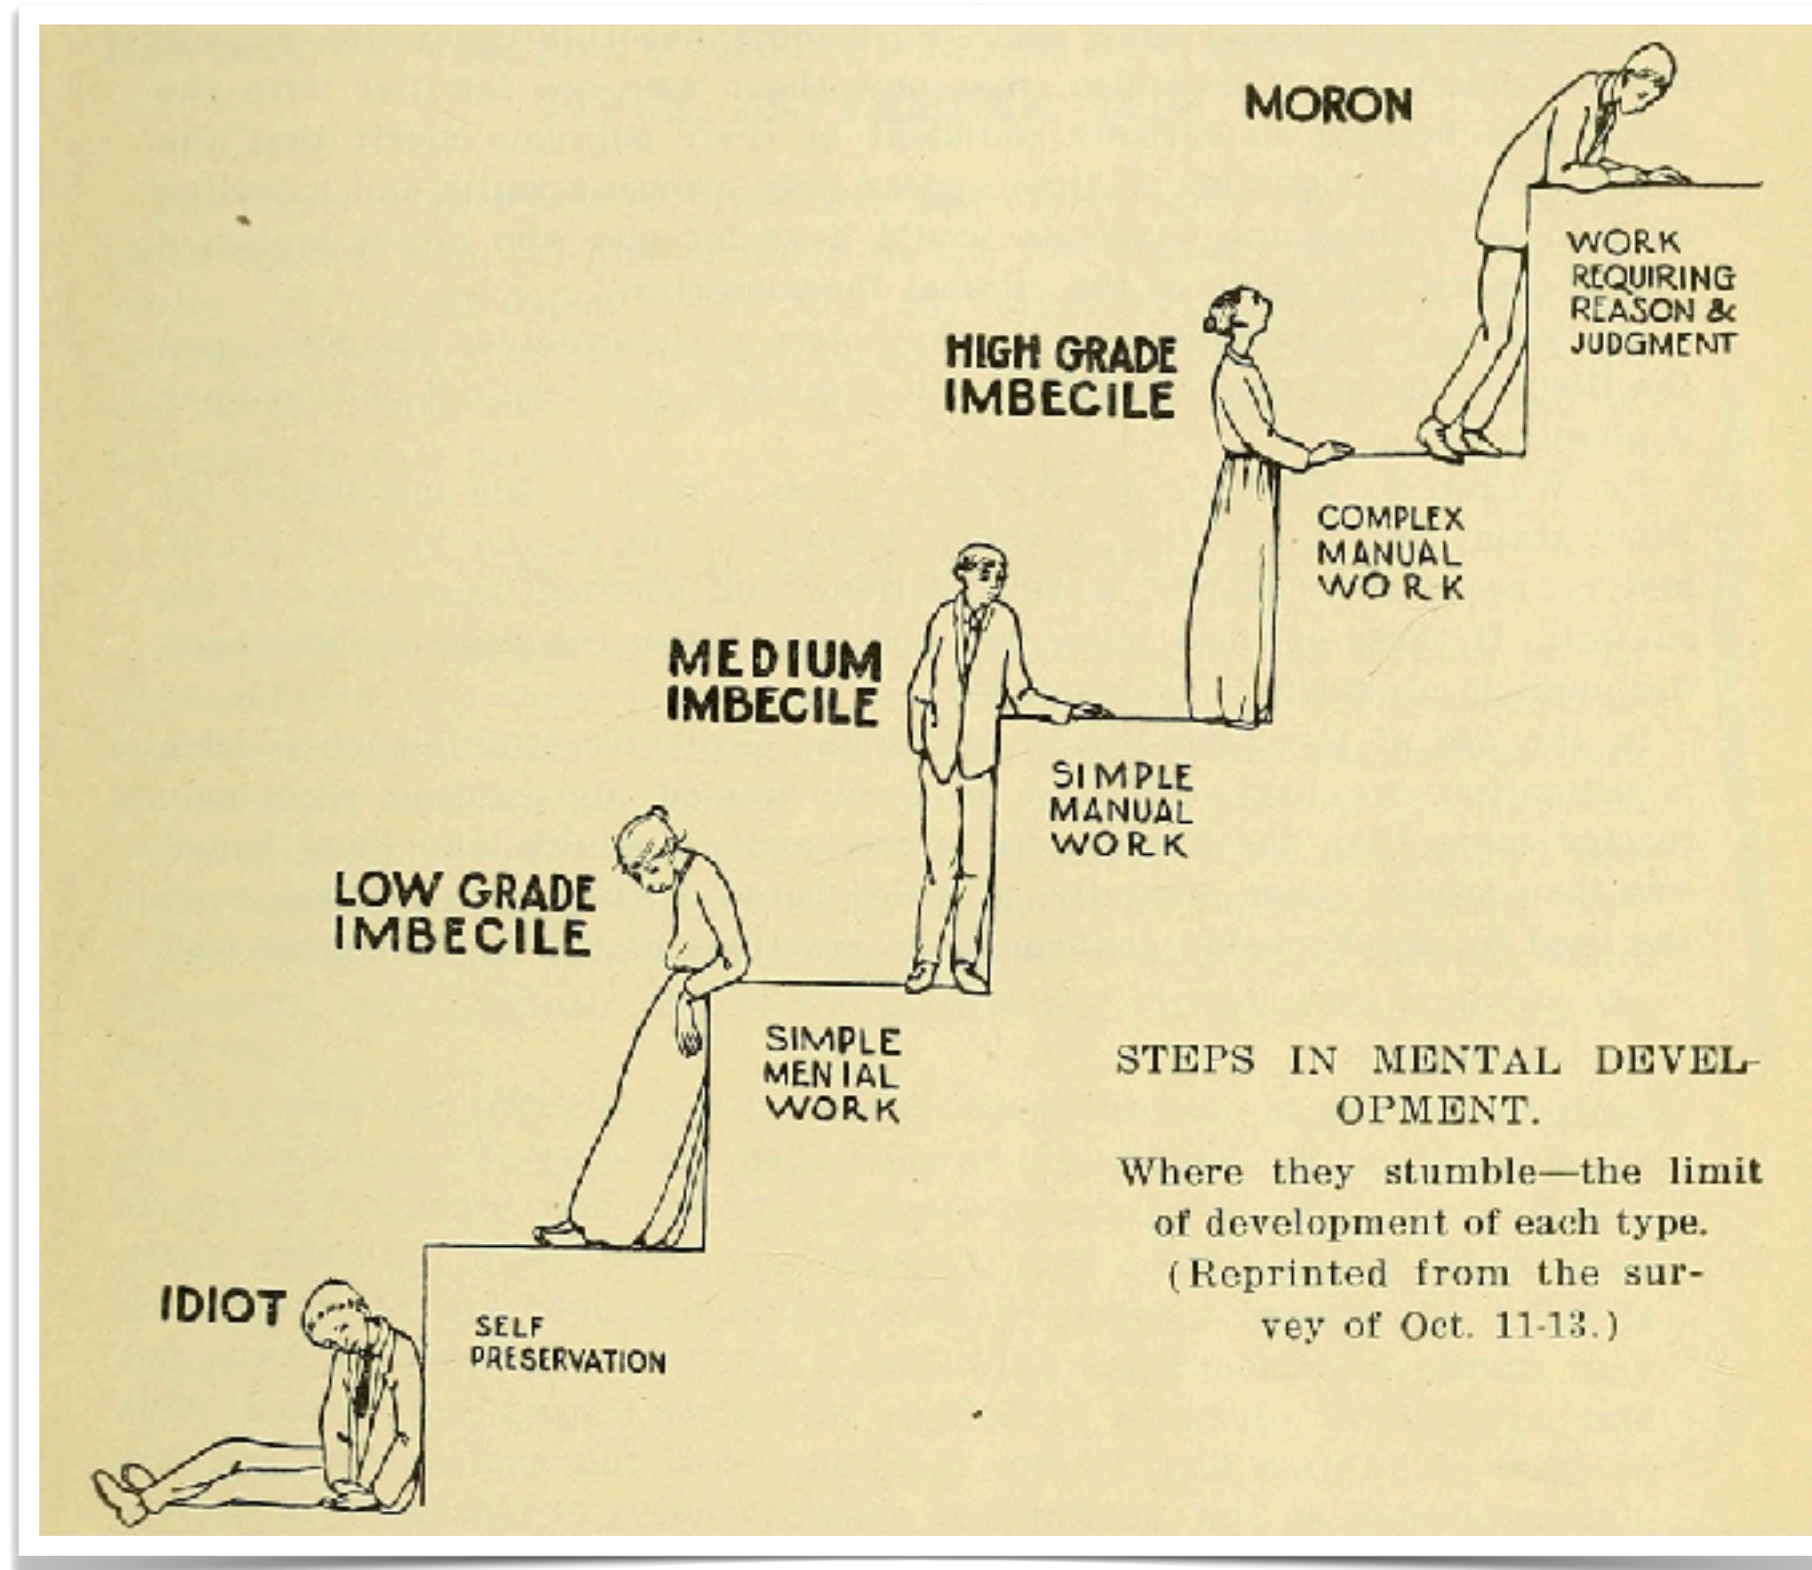 MORON
WORK
REQUIRING
REASON &
JUDGMENT
HIGH GRADE
IMBECILE
COMPLEX
MANUAL
WORK
MEDIUM
IMBECILE
SIMPLE
MANUAL
WORK
LOW GRADE
IMBECILE
SIMPLE
MENIAL
WORK
IDIOT
SELF
PRESERVATION
STEPS IN MENTAL DEVEL-
OPMENT.
Where they stumble—the limit
of development of each type.
(Reprinted from the sur-
vey of Oct. 11-13.)